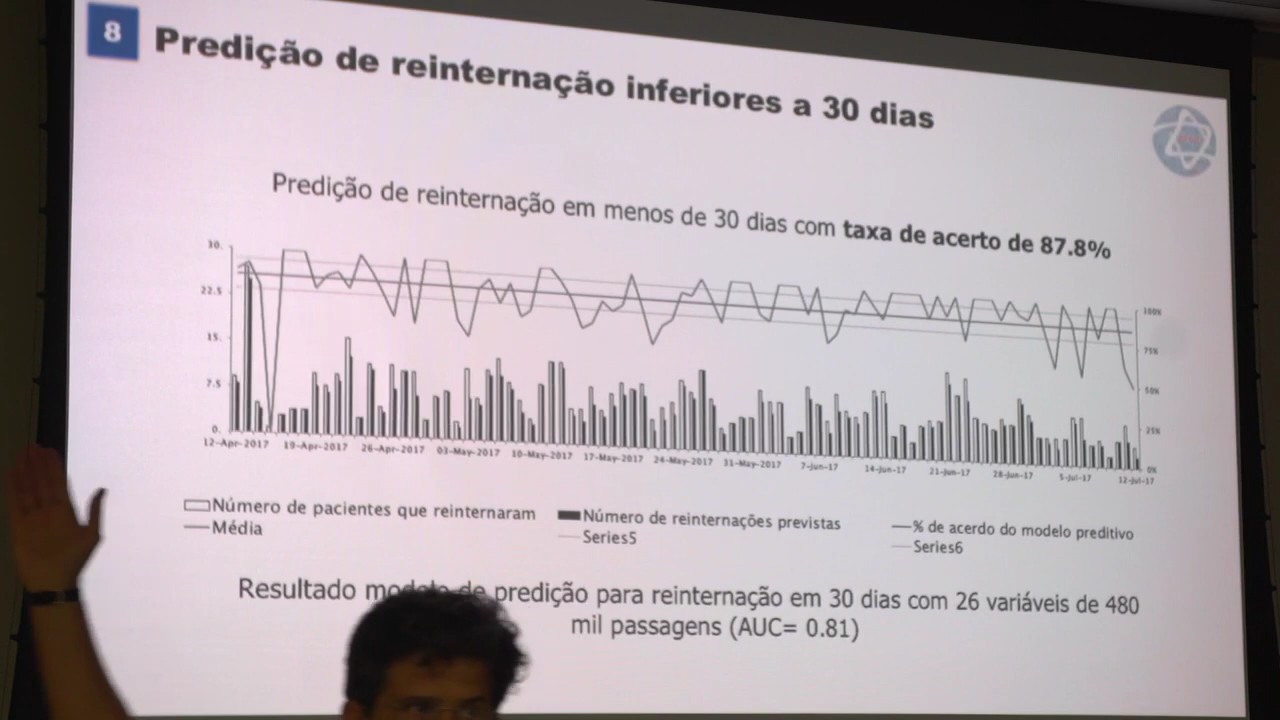 8
Predição de reinternação inferiores a 30 dias
Predição de reinternação em menos de 30 dias com taxa de acerto de 87.8%
30.
22.5
15.
7.5
0.
100%
75%
50%
25%
0%
12-Apr-2017 19-Apr-2017 26-Apr-2017 03-May-2017 10-May-2017 17-May-2017 24-May-2017 31-May-2017 7-Jun-17 14-Jun-17 21-Jun-17 28-Jun-17 5-Jul-17 12-Jul-17
Número de pacientes que reinternaram Número de reinternações previstas % de acerdo do modelo preditivo
Média Series5 Series6
Resultado modelo de predição para reinternação em 30 dias com 26 variáveis de 480
mil passagens (AUC= 0.81)